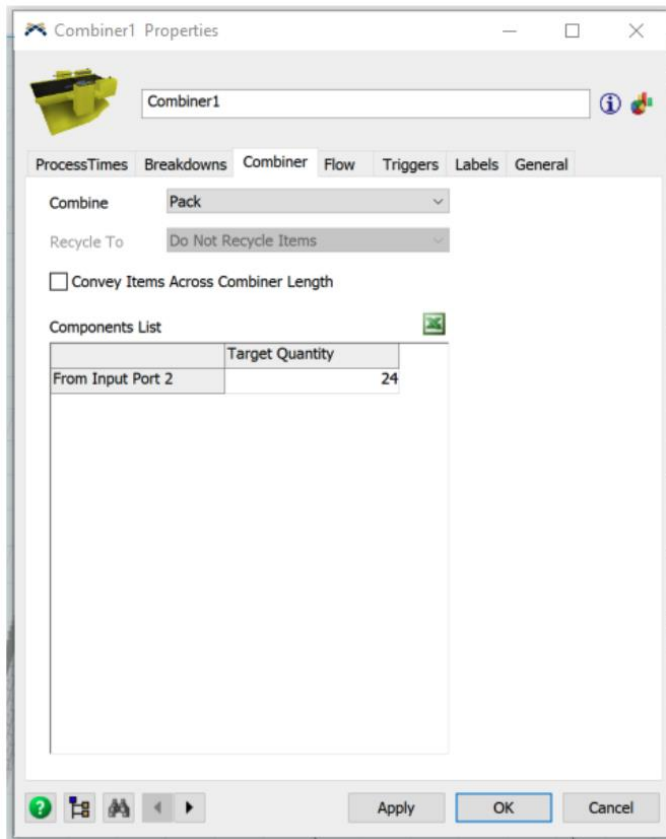 Combiner1 Properties
Combiner1
ProcessTimes Breakdowns Combiner Flow Triggers Labels General
Combine Pack
Recycle To Do Not Recycle Items
Convey Items Across Combiner Length
Components List
Target Quantity
From Input Port 2 24
Apply OK Cancel